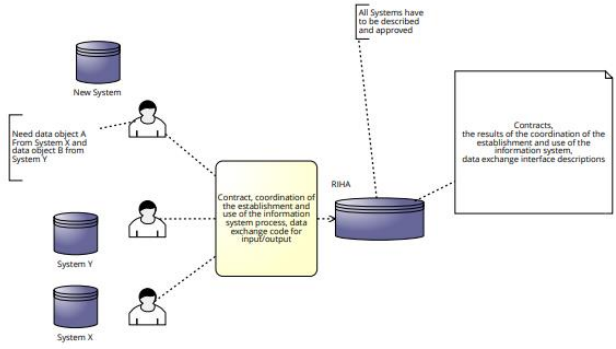 All Systems have
to be described
and approved
New System
Need data object A
From System X and
data object B from
System Y
Contracts,
the results of the coordination of the
establishment and use of the
information system,
data exchange interface descriptions
RIHA
Contract, coordination of
the establishment and
use of the information
system process, data
exchange code for
input/output
System Y
System X